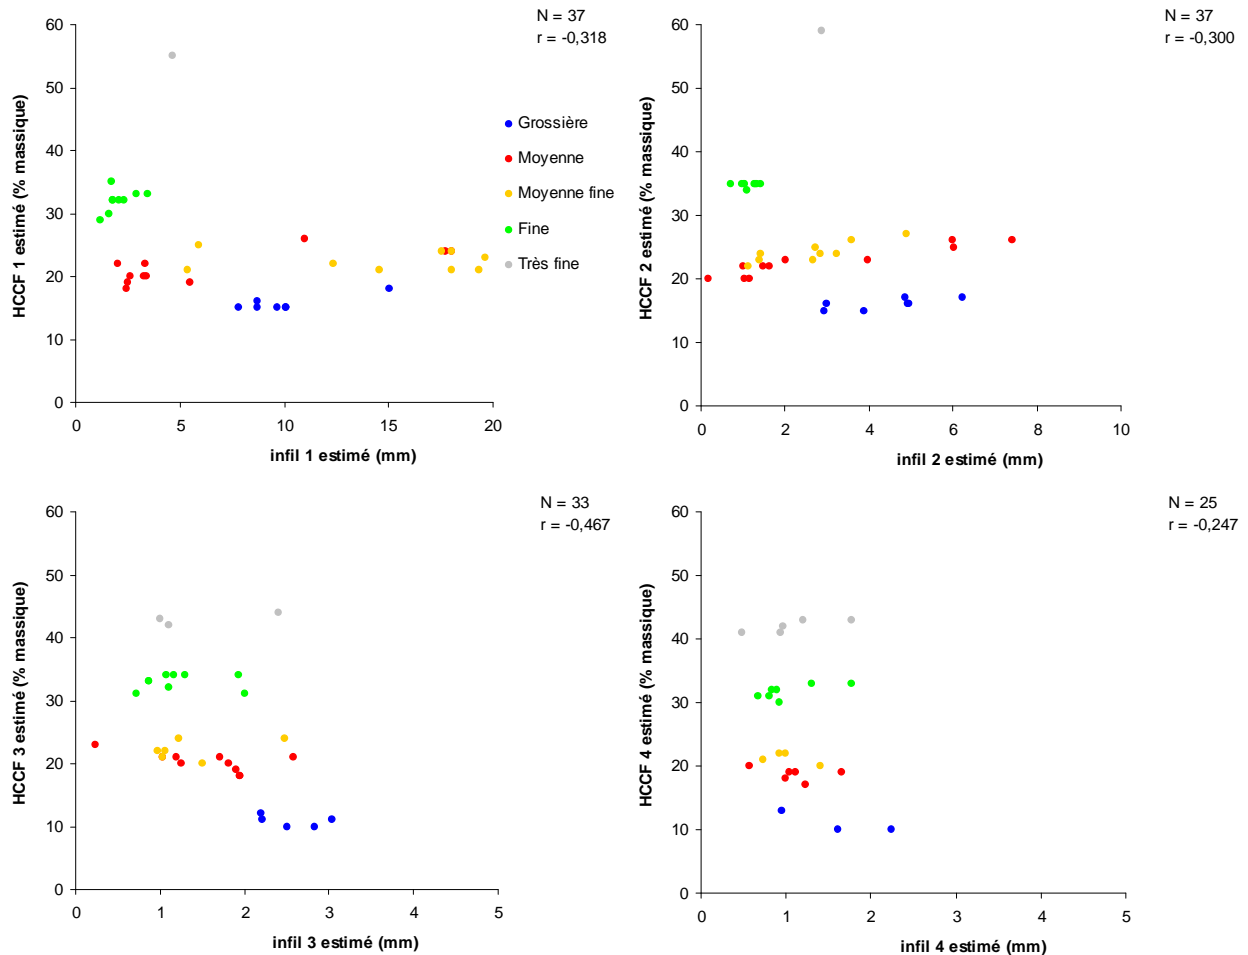 N = 37
r = -0,318
HCCF 1 estimé (% massique)
60
50
40
30
20
10
0
0 5 10 15 20
infil 1 estimé (mm)
Grossière
Moyenne
Moyenne fine
Fine
Très fine
N = 37
r = -0,300
HCCF 2 estimé (% massique)
60
50
40
30
20
10
0
0 2 4 6 8 10
infil 2 estimé (mm)
N = 33
r = -0,467
HCCF 3 estimé (% massique)
60
50
40
30
20
10
0
0 1 2 3 4 5
infil 3 estimé (mm)
N = 25
r = -0,247
HCCF 4 estimé (% massique)
60
50
40
30
20
10
0
0 1 2 3 4 5
infil 4 estimé (mm)